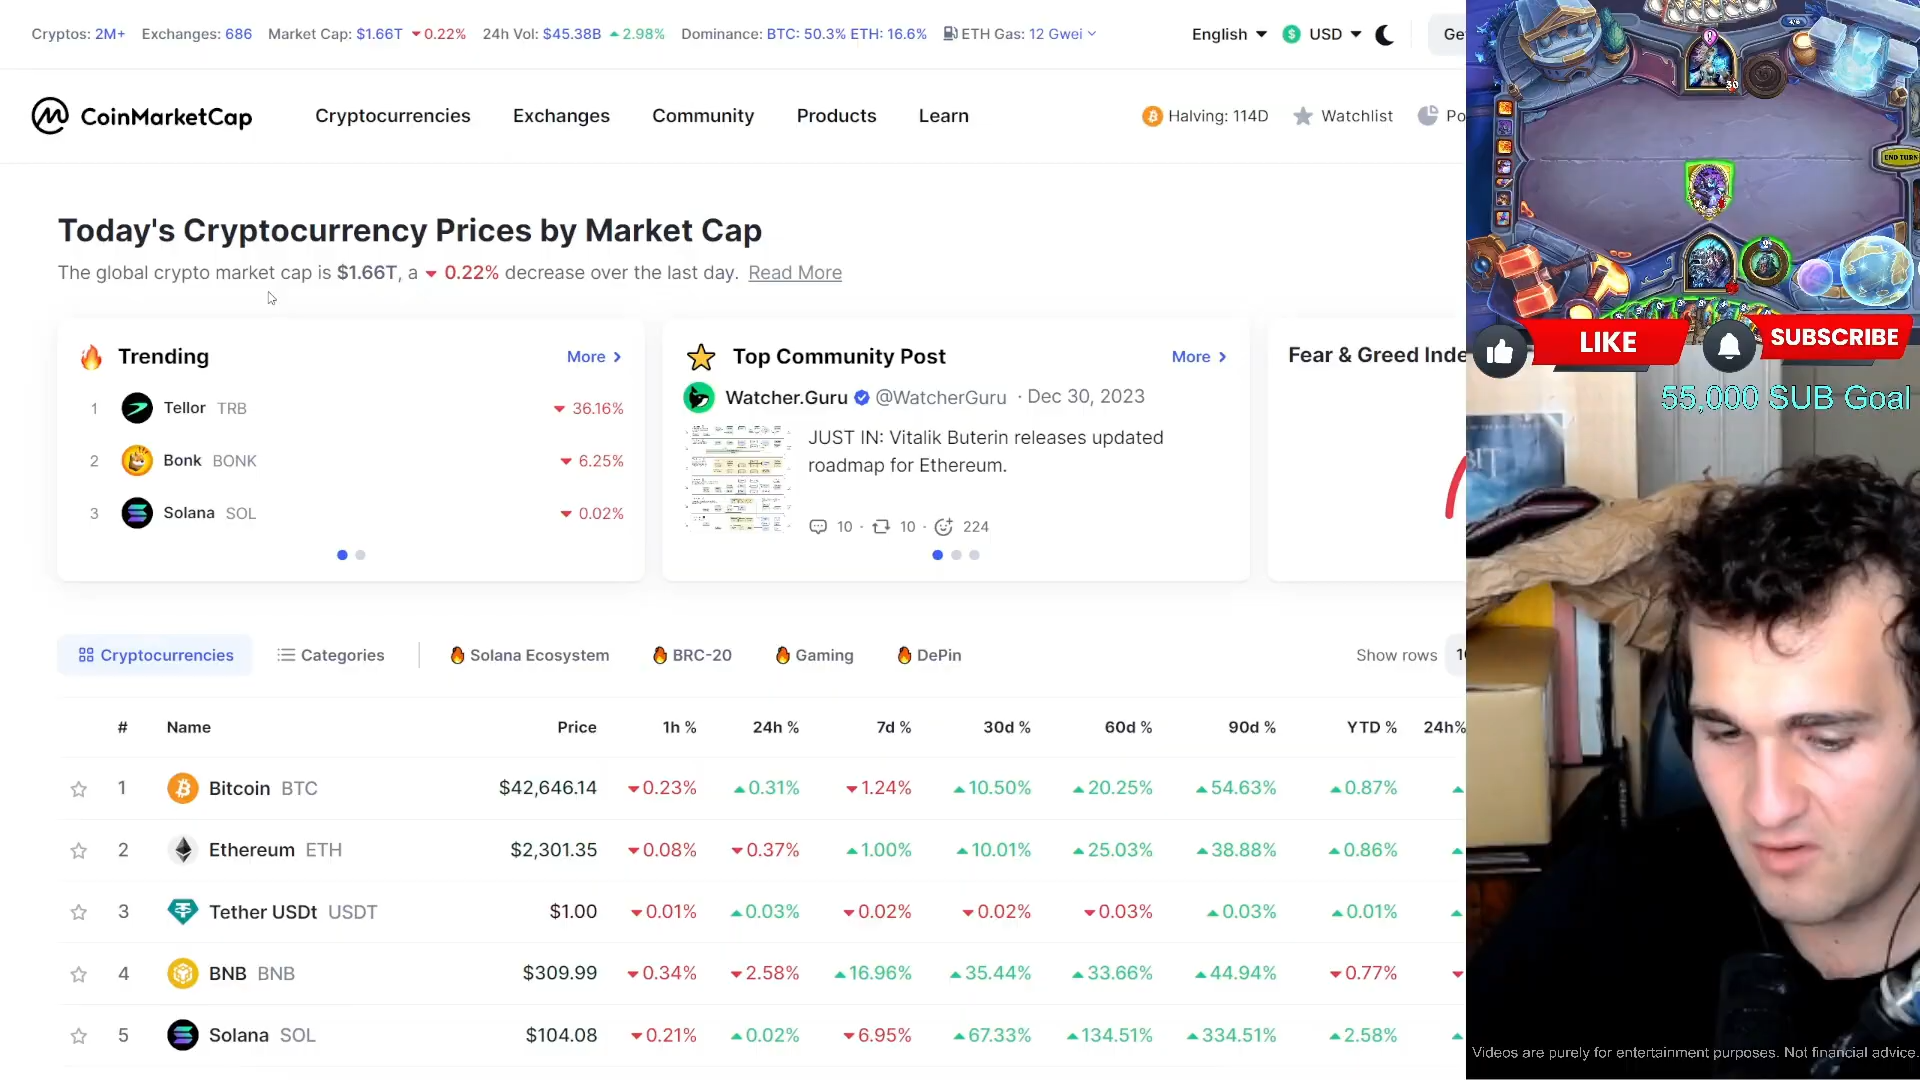 Cryptos: 2M+ Exchanges: 686 Market Cap: $1.66T 0.22% 24h Vol: $45.38B 2.98% Dominance: BTC: 50.3% ETH: 16.6% ETH Gas: 12 Gwei English USD Ge
CoinMarketCap Cryptocurrencies Exchanges Community Products Learn Halving: 114D Watchlist Po
Today's Cryptocurrency Prices by Market Cap
The global crypto market cap is $1.66T, a 0.22% decrease over the last day. Read More
Trending More
1 Tellor TRB 36.16%
2 Bonk BONK 6.25%
3 Solana SOL 0.02%
Top Community Post More
Watcher.Guru @WatcherGuru · Dec 30, 2023
JUST IN: Vitalik Buterin releases updated
roadmap for Ethereum.
10 · 10 · 224
Fear & Greed Inde
Cryptocurrencies Categories Solana Ecosystem BRC-20 Gaming DePin Show rows 1
# Name Price 1h % 24h % 7d % 30d % 60d % 90d % YTD % 24h%
1 Bitcoin BTC $42,646.14 0.23% 0.31% 1.24% 10.50% 20.25% 54.63% 0.87%
2 Ethereum ETH $2,301.35 0.08% 0.37% 1.00% 10.01% 25.03% 38.88% 0.86%
3 Tether USDt USDT $1.00 0.01% 0.03% 0.02% 0.02% 0.03% 0.03% 0.01%
4 BNB BNB $309.99 0.34% 2.58% 16.96% 35.44% 33.66% 44.94% 0.77%
5 Solana SOL $104.08 0.21% 0.02% 6.95% 67.33% 134.51% 334.51% 2.58%
30
END TURN
LIKE SUBSCRIBE
55,000 SUB Goal
Videos are purely for entertainment purposes. Not financial advice.